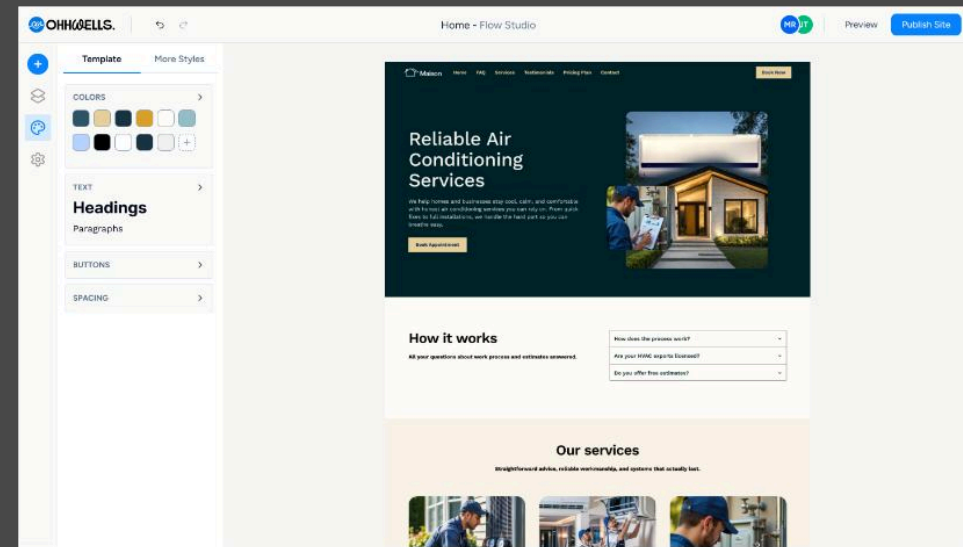 OHHWELLS.
Home - Flow Studio
MR
JT
Preview
Publish Site
Template
More Styles
COLORS
TEXT
Headings
Paragraphs
BUTTONS
SPACING
Maison
Home
FAQ
Services
Testimonials
Pricing Plan
Contact
Book Now
Reliable Air
Conditioning
Services
We help homes and businesses stay cool, calm, and comfortable
with honest air conditioning services you can rely on. From quick
fixes to full installations, we handle the hard part so you can
breathe easy.
Book Appointment
How it works
All your questions about work process and estimates answered.
How does the process work?
Are your HVAC experts licensed?
Do you offer free estimates?
Our services
Straightforward advice, reliable workmanship, and systems that actually last.